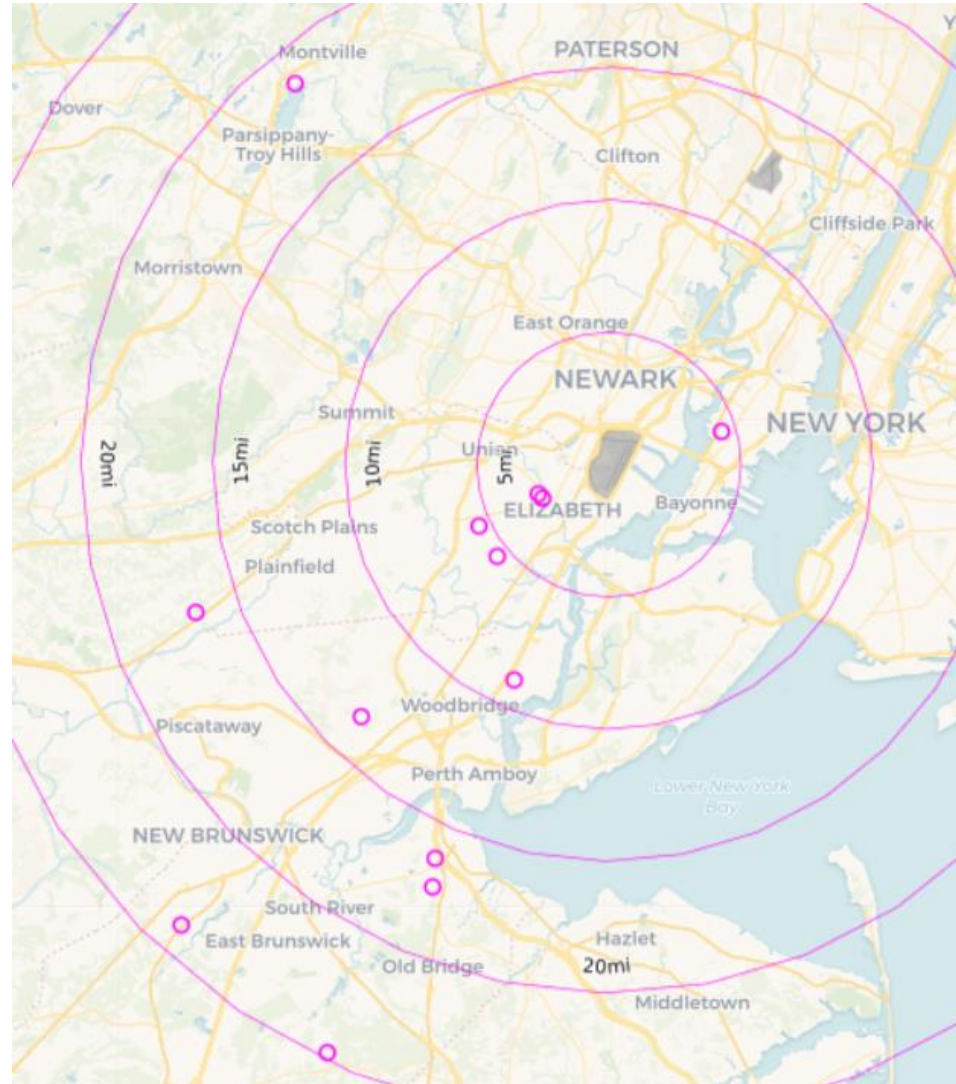 Y
Montville
PATERSON
Dover
Parsippany-
Troy Hills
Clifton
Cliffside Park
Morristown
East Orange
NEWARK
Summit
NEW YORK
Union
20mi
15mi
10mi
5mi
Bayonne
ELIZABETH
Scotch Plains
Plainfield
Woodbridge
Piscataway
Perth Amboy
Lower New York
Bay
NEW BRUNSWICK
South River
East Brunswick
Hazlet
Old Bridge
20mi
Middletown